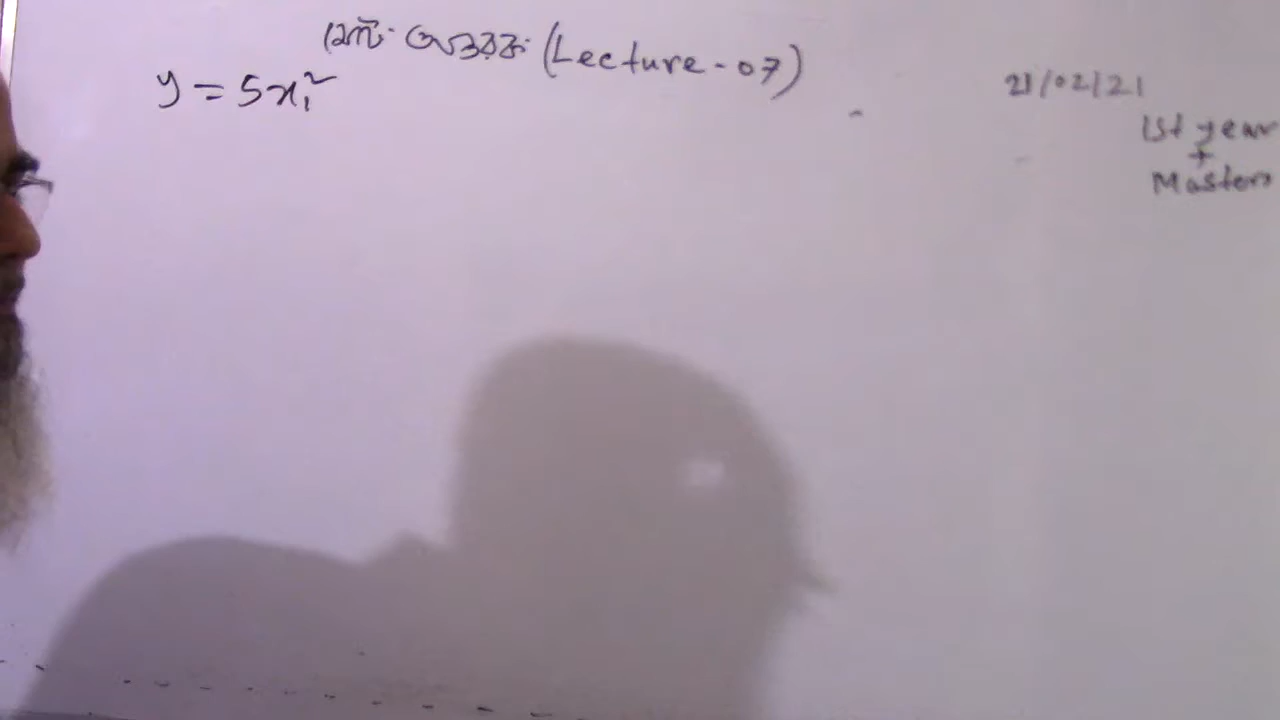 (Lecture-07)
y = 5x₁²
21/02/21
1st year
+
Masters